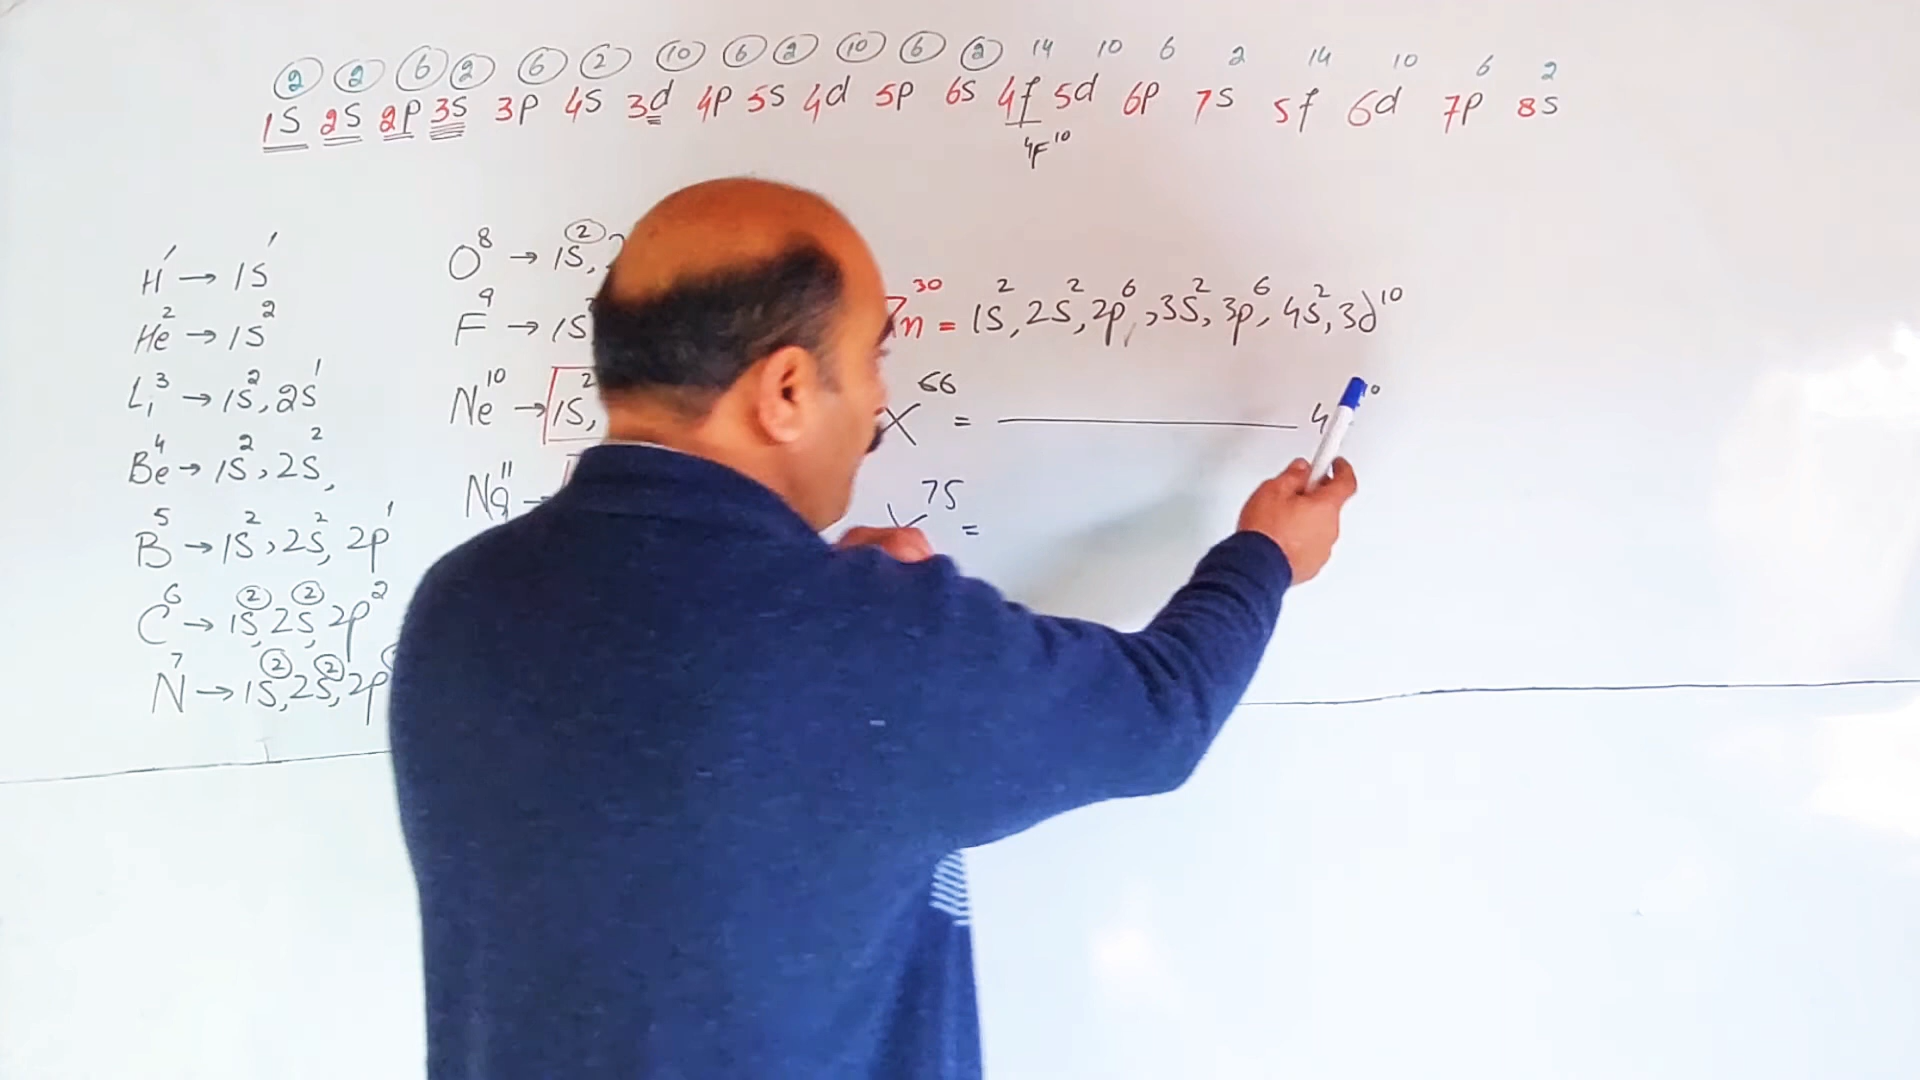 2 2 6 2 6 2 10 6 2 10 6 2 14 10 6 2 14 10 6 2
1s 2s 2p 3s 3p 4s 3d 4p 5s 4d 5p 6s 4f 5d 6p 7s 5f 6d 7p 8s
4F¹⁰
H¹ → 1s¹
He² → 1s²
Li³ → 1s², 2s¹
Be⁴ → 1s², 2s²,
B⁵ → 1s², 2s², 2p¹
C⁶ → 1s², 2s², 2p²
N⁷ → 1s², 2s², 2p
O⁸ → 1s²,
F⁹ → 1s
Ne¹⁰ → 1s²,
Na¹¹ →
Zn³⁰ = 1s², 2s², 2p⁶, 3s², 3p⁶, 4s², 3d¹⁰
X⁶⁶ = 4 ¹⁰
⁷⁵ =